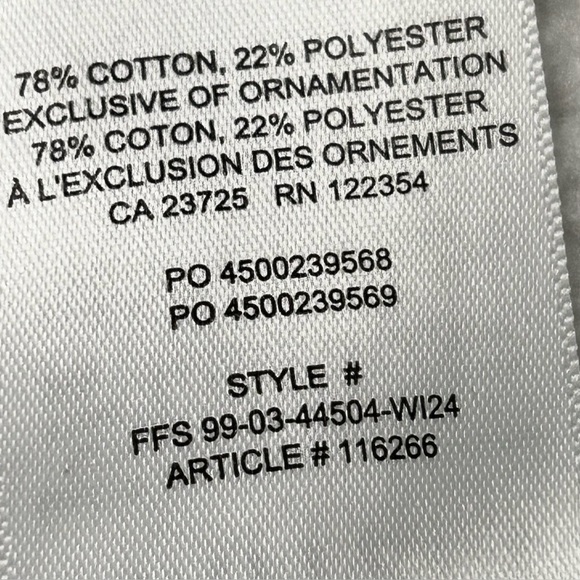 78% COTTON, 22% POLYESTER
EXCLUSIVE OF ORNAMENTATION
78% COTON, 22% POLYESTER
À L'EXCLUSION DES ORNEMENTS
CA 23725 RN 122354
PO 4500239568
PO 4500239569
STYLE #
FFS 99-03-44504-WI24
ARTICLE # 116266